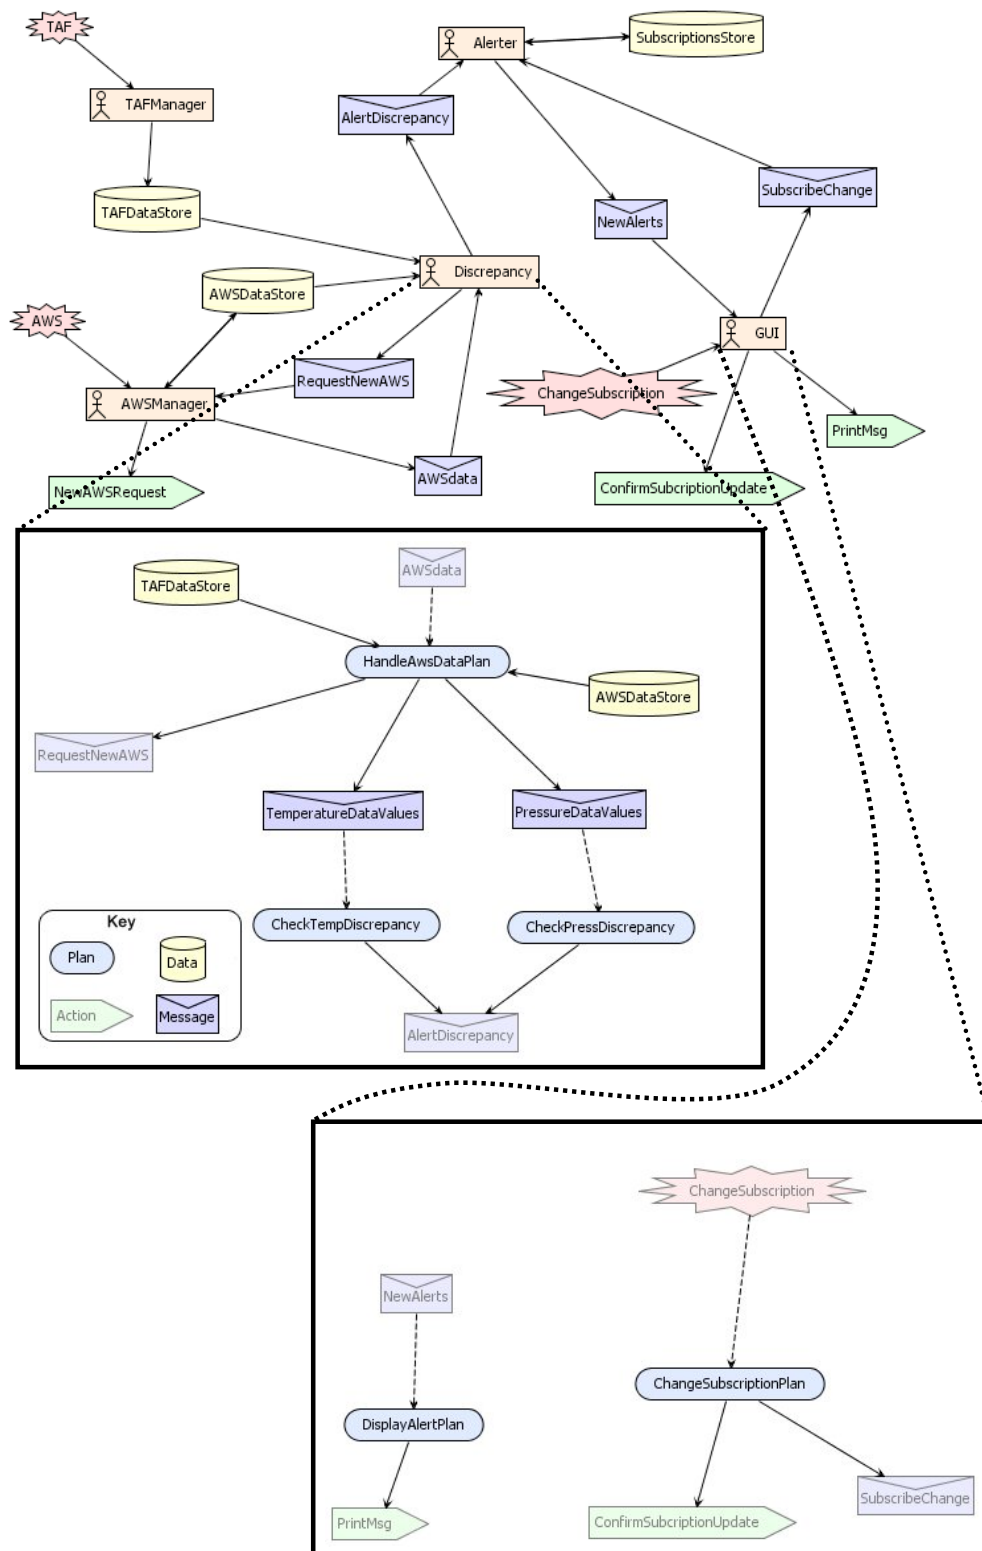 TAF
Alerter
SubscriptionsStore
TAFManager
AlertDiscrepancy
SubscribeChange
TAFDataStore
NewAlerts
Discrepancy
AWSDataStore
AWS
GUI
RequestNewAWS
ChangeSubscription
AWSManager
PrintMsg
AWSdata
NewAWSRequest
ConfirmSubcriptionUpdate
AWSdata
TAFDataStore
HandleAwsDataPlan
AWSDataStore
RequestNewAWS
TemperatureDataValues
PressureDataValues
CheckTempDiscrepancy
CheckPressDiscrepancy
Key
Plan
Data
Action
Message
AlertDiscrepancy
ChangeSubscription
NewAlerts
ChangeSubscriptionPlan
DisplayAlertPlan
SubscribeChange
PrintMsg
ConfirmSubcriptionUpdate